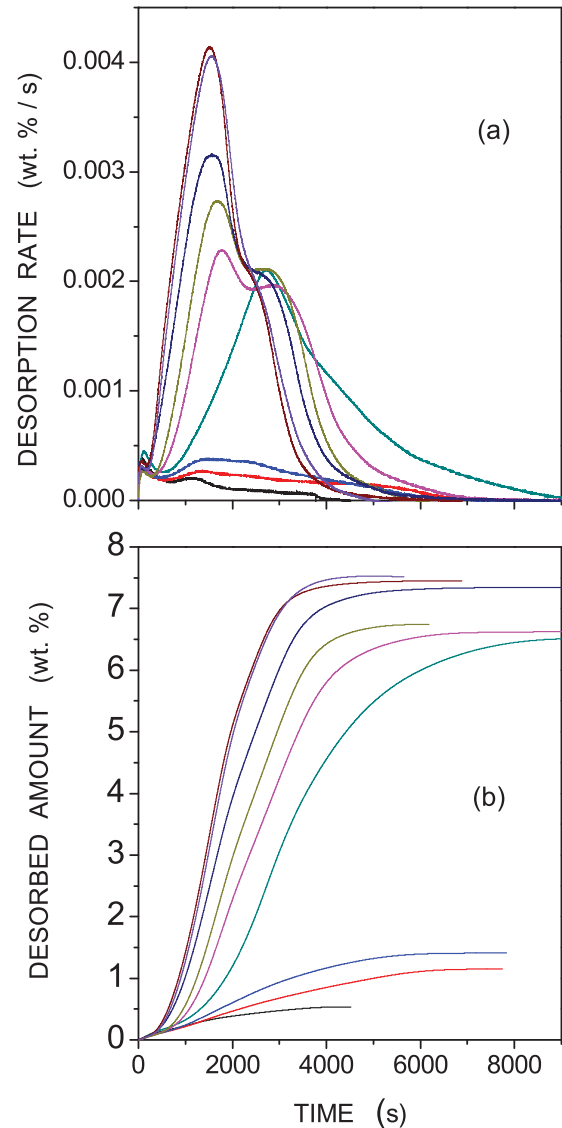 0.004
0.003
0.002
0.001
0.000
DESORPTION RATE (wt. % / s)
(a)
8
7
6
5
4
3
2
1
0
DESORBED AMOUNT (wt. %)
(b)
0 2000 4000 6000 8000
TIME (s)